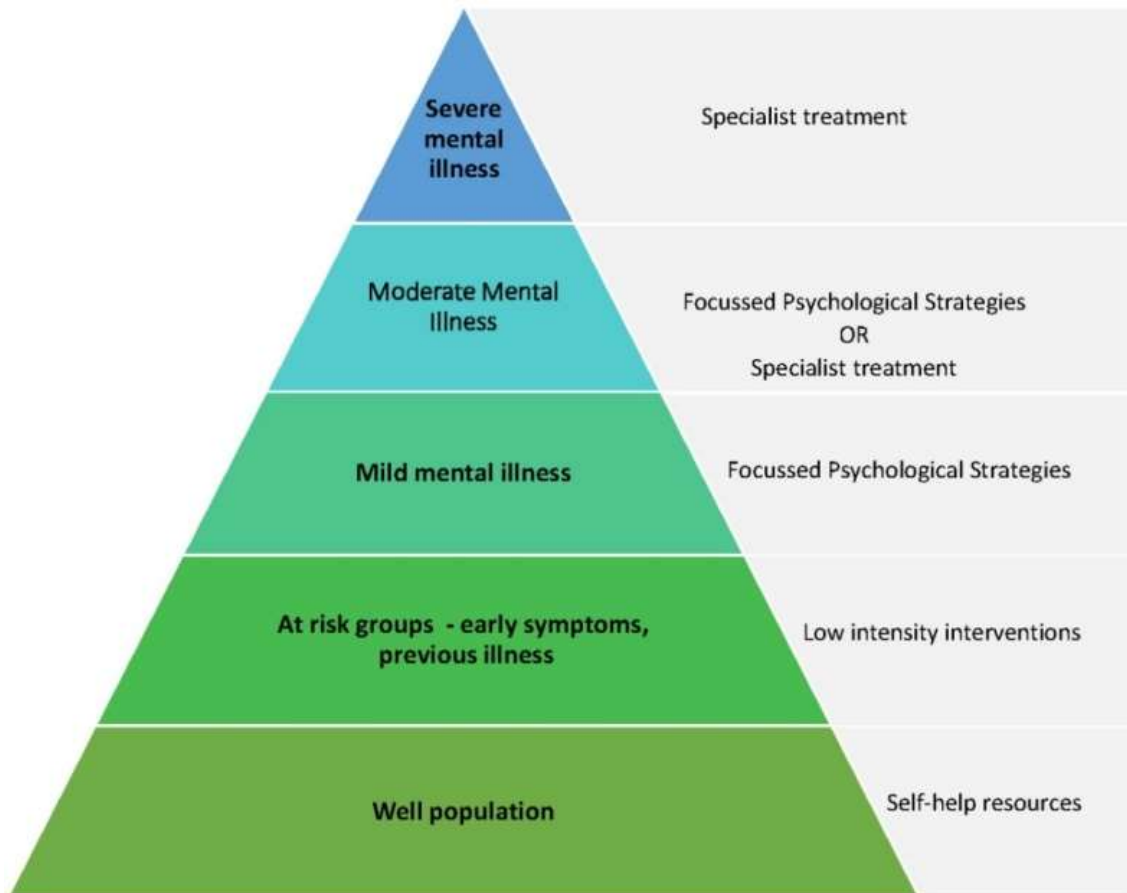 Severe
mental
illness
Specialist treatment
Moderate Mental
Illness
Focussed Psychological Strategies
OR
Specialist treatment
Mild mental illness
Focussed Psychological Strategies
At risk groups  - early symptoms,
previous illness
Low intensity interventions
Well population
Self-help resources